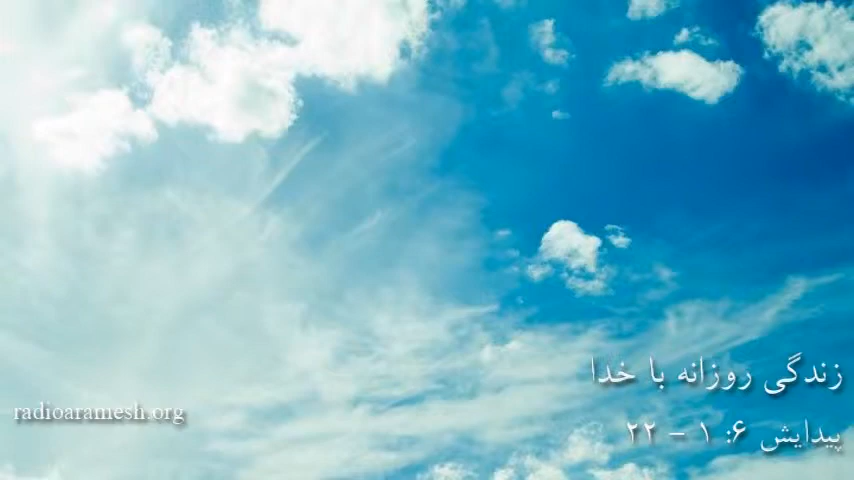 زندگی روزانه با خدا
radioaramesh.org
پیدایش ۶: ۱ – ۲۲